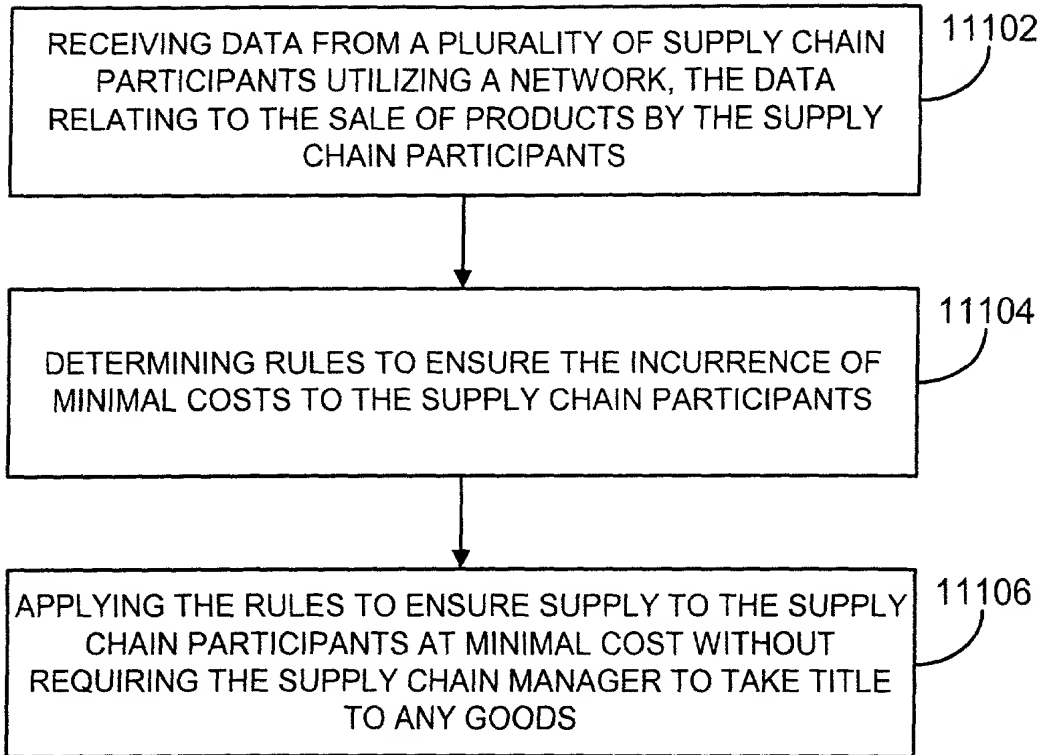 RECEIVING DATA FROM A PLURALITY OF SUPPLY CHAIN
PARTICIPANTS UTILIZING A NETWORK, THE DATA
RELATING TO THE SALE OF PRODUCTS BY THE SUPPLY
CHAIN PARTICIPANTS
11102
DETERMINING RULES TO ENSURE THE INCURRENCE OF
MINIMAL COSTS TO THE SUPPLY CHAIN PARTICIPANTS
11104
APPLYING THE RULES TO ENSURE SUPPLY TO THE SUPPLY
CHAIN PARTICIPANTS AT MINIMAL COST WITHOUT
REQUIRING THE SUPPLY CHAIN MANAGER TO TAKE TITLE
TO ANY GOODS
11106